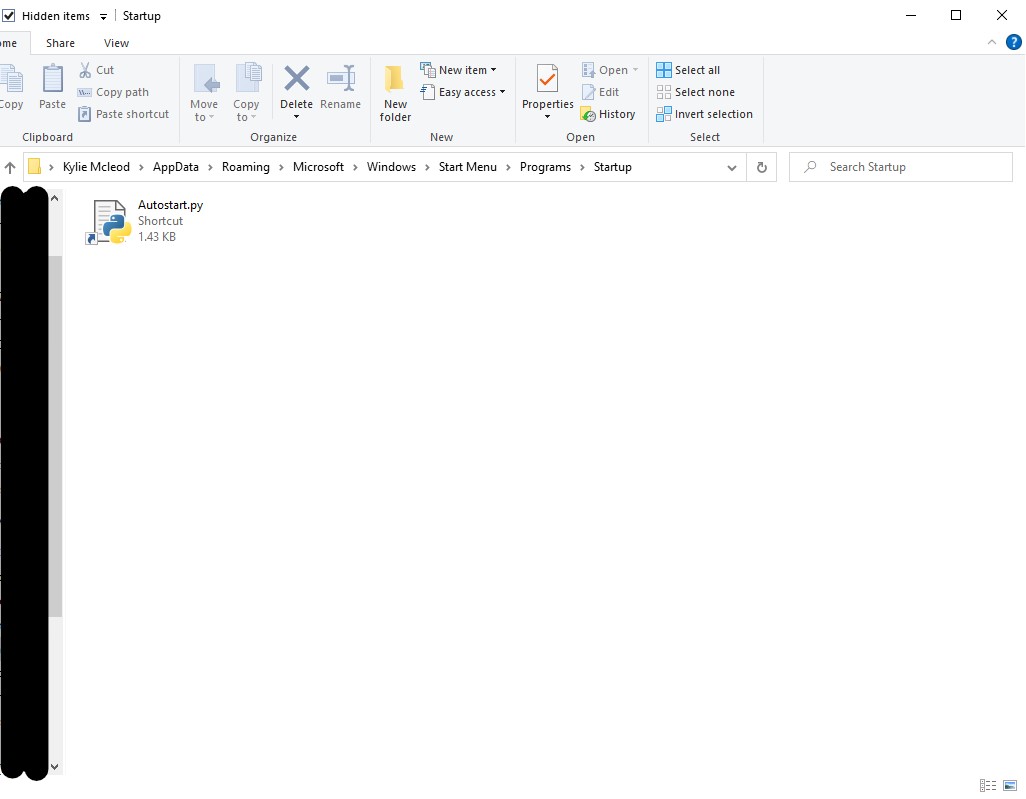 Hidden items Startup
ome Share View
Cut
Copy path
Paste shortcut
opy Paste
Clipboard
Move to
Copy to
Delete
Rename
Organize
New folder
New item
Easy access
New
Properties
Open
Edit
History
Open
Select all
Select none
Invert selection
Select
Kylie Mcleod > AppData > Roaming > Microsoft > Windows > Start Menu > Programs > Startup
Search Startup
Autostart.py
Shortcut
1.43 KB